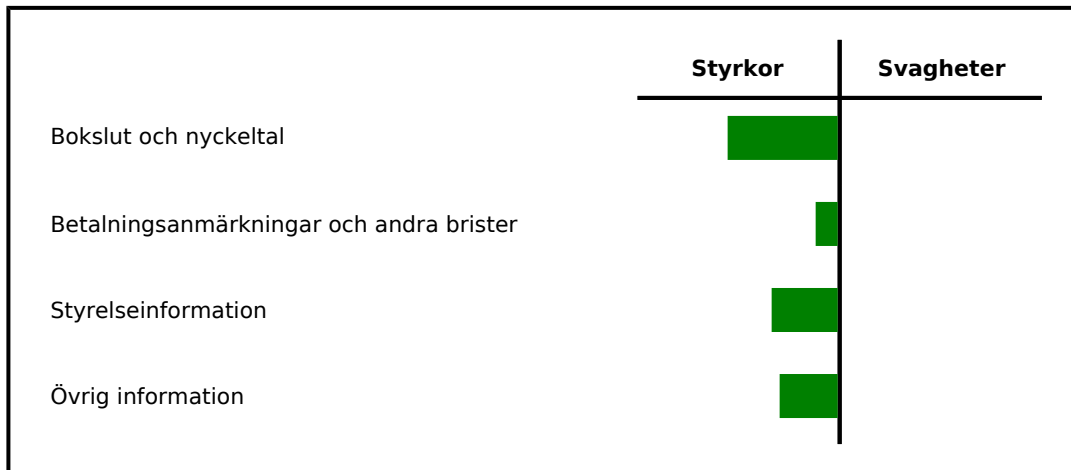 Styrkor Svagheter
Bokslut och nyckeltal
Betalningsanmärkningar och andra brister
Styrelseinformation
Övrig information